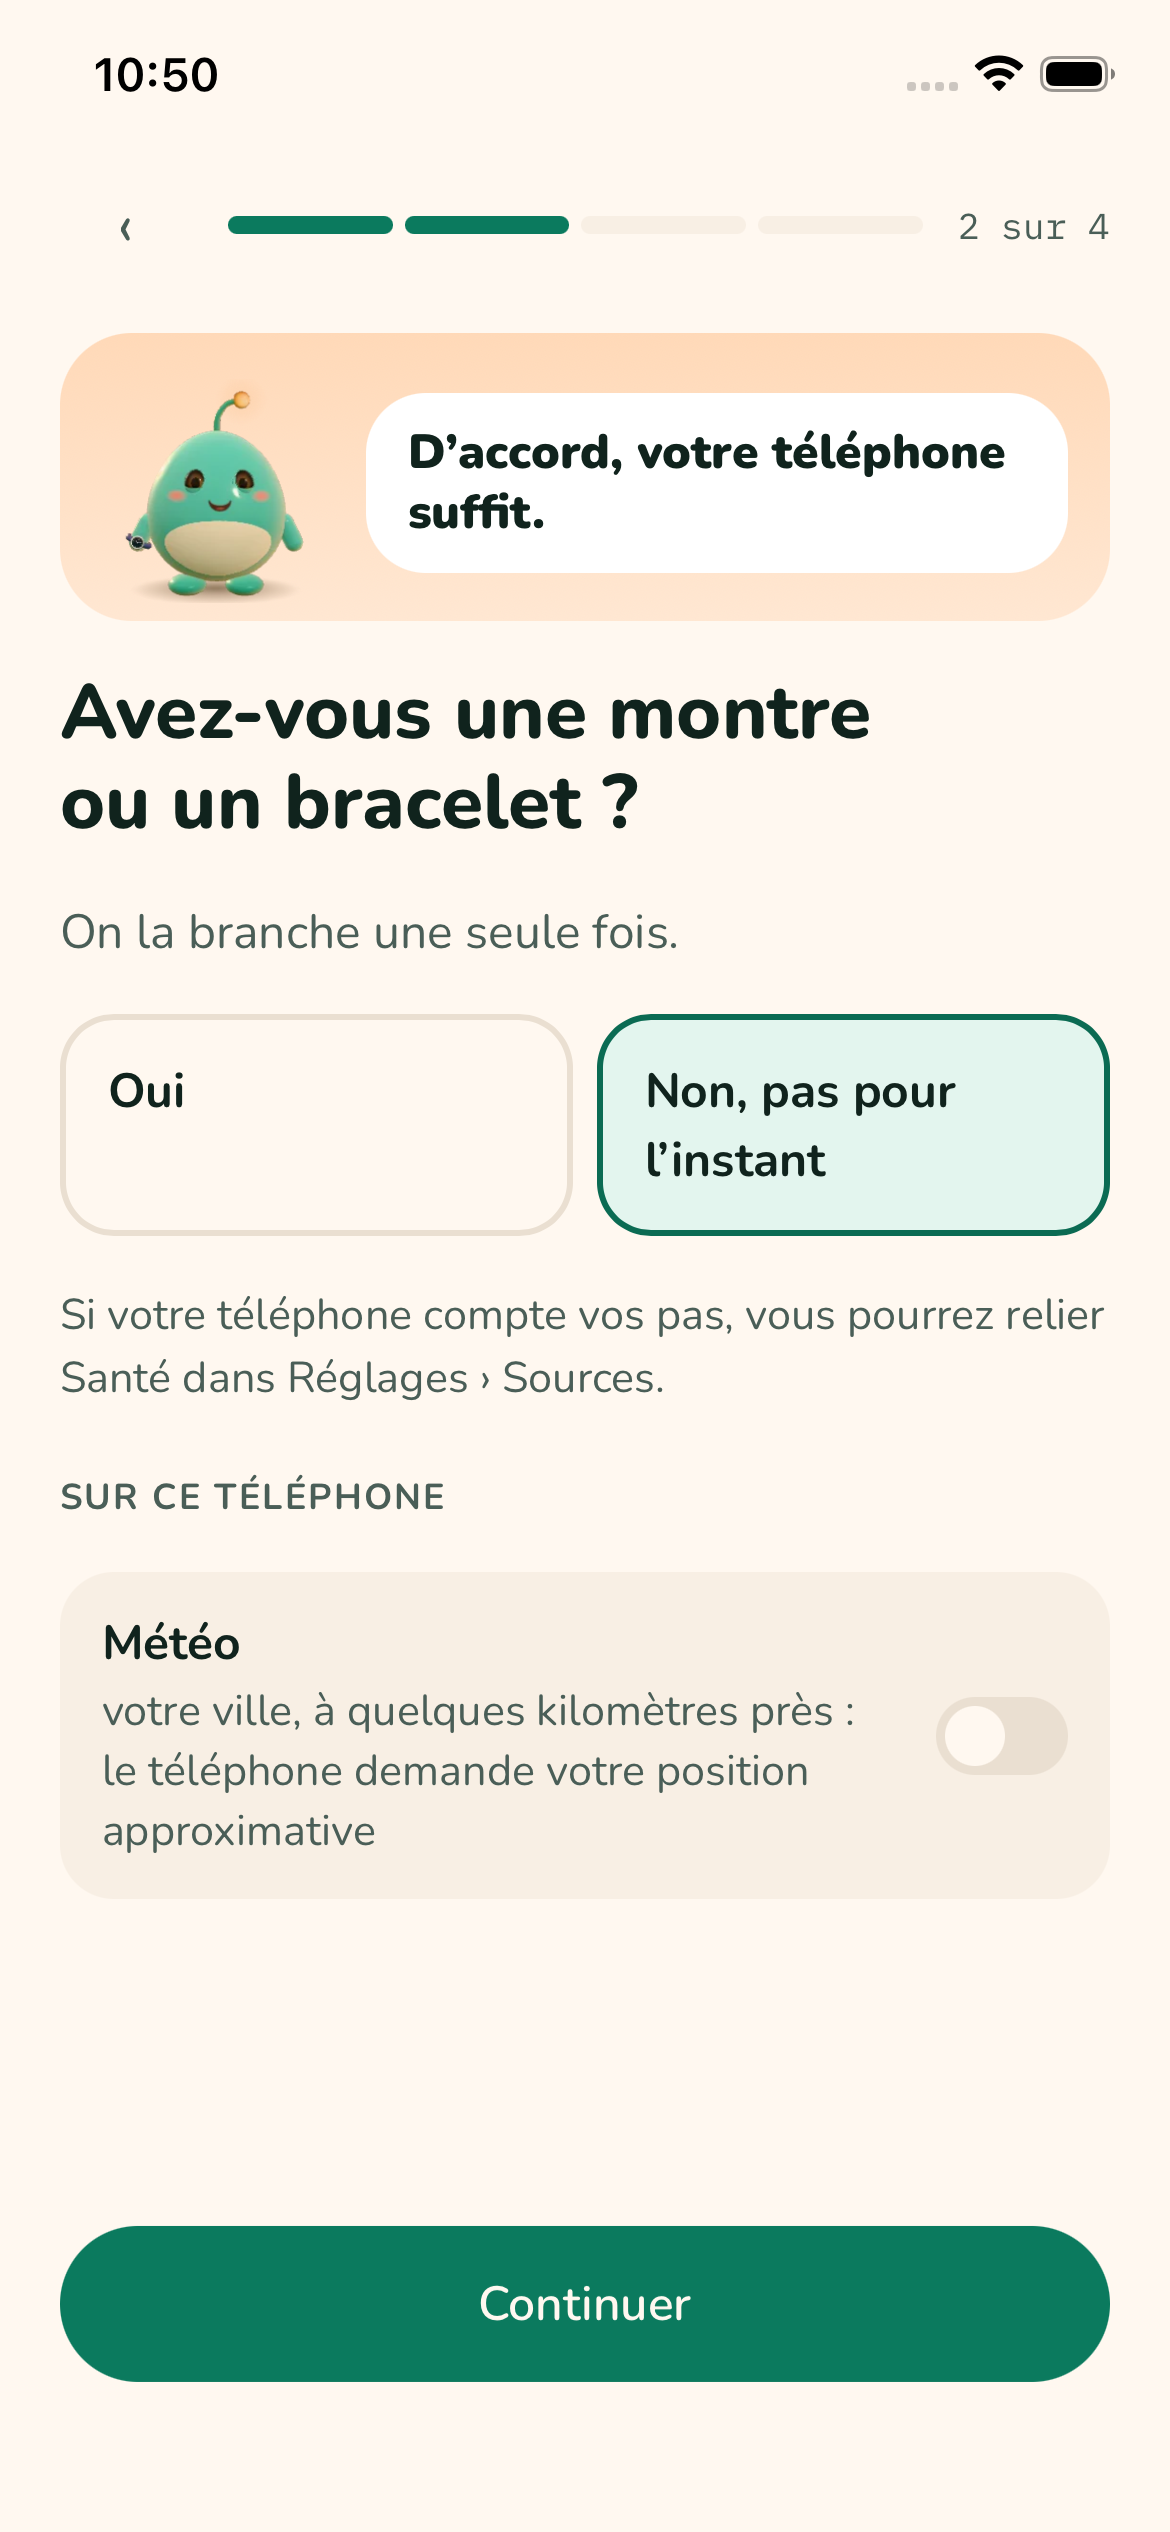 10:50
2 sur 4
D’accord, votre téléphone
suffit.
Avez-vous une montre
ou un bracelet ?
On la branche une seule fois.
Oui
Non, pas pour
l’instant
Si votre téléphone compte vos pas, vous pourrez relier
Santé dans Réglages › Sources.
SUR CE TÉLÉPHONE
Météo
votre ville, à quelques kilomètres près :
le téléphone demande votre position
approximative
Continuer